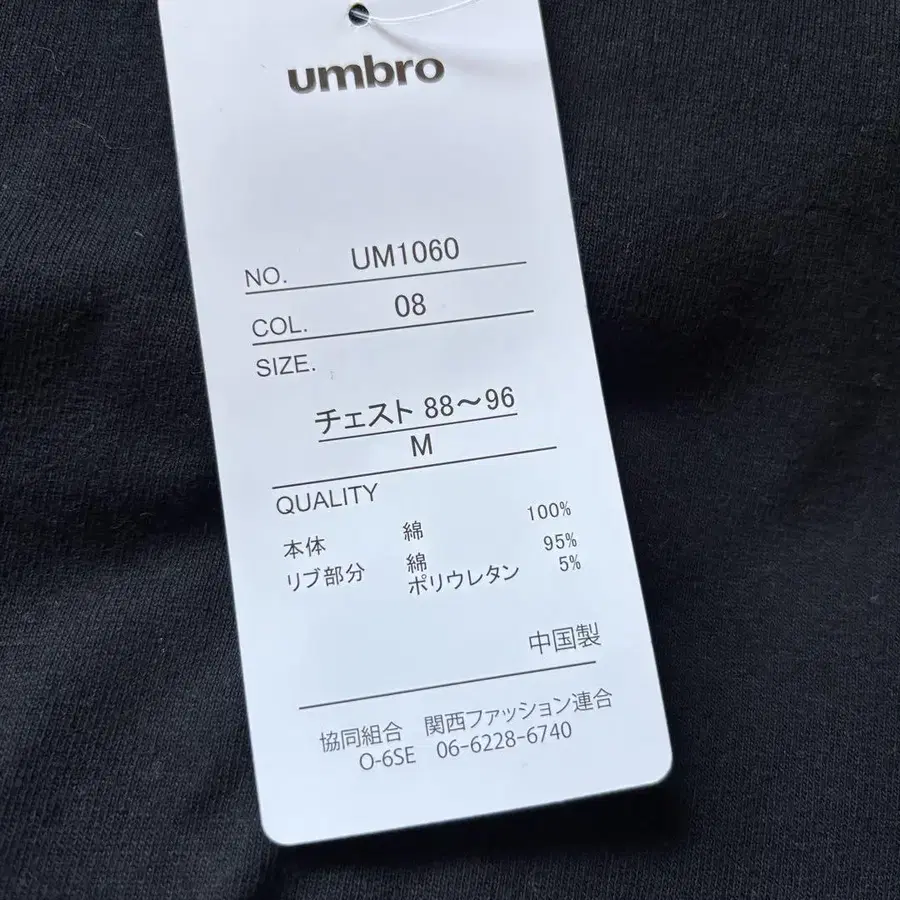 umbro
NO. UM1060
COL. 08
SIZE.
チェスト 88〜96
M
QUALITY
本体 綿 100%
リブ部分 綿 95%
ポリウレタン 5%
中国製
協同組合 関西ファッション連合
O-6SE 06-6228-6740